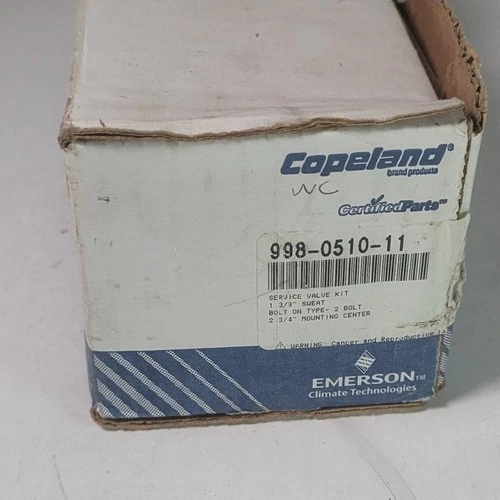 Copeland®
brand products
WC
CertifiedParts™
998-0510-11
SERVICE VALVE KIT
1 3/8" SWEAT
BOLT ON TYPE- 2 BOLT
2 3/4" MOUNTING CENTER
⚠ WARNING: Cancer and Reproductive
EMERSON™
Climate Technologies